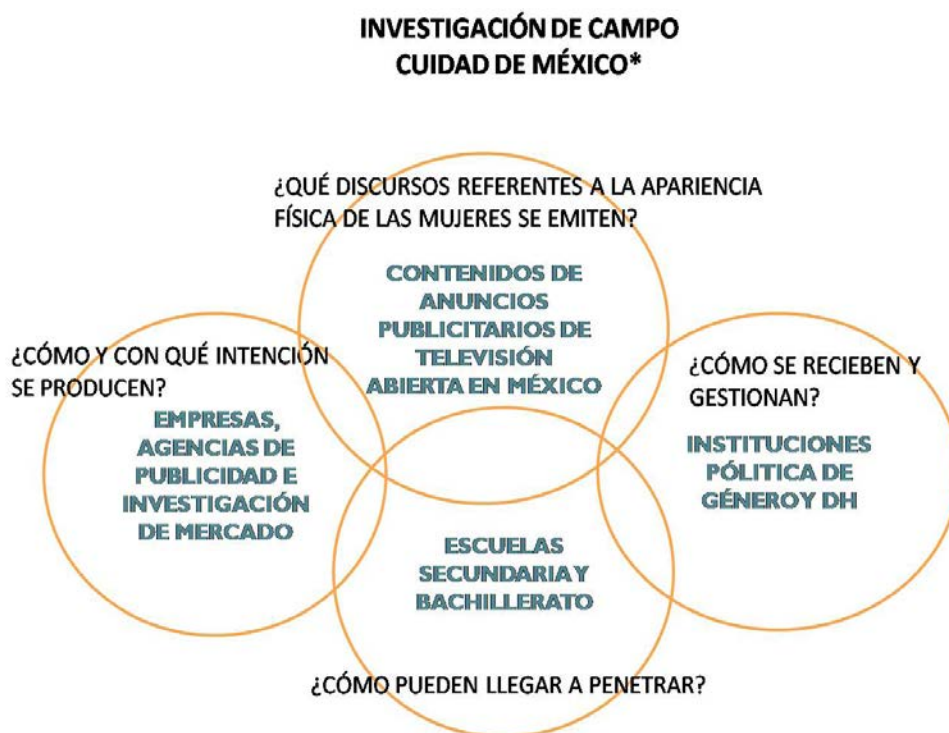 INVESTIGACIÓN DE CAMPO
CUIDAD DE MÉXICO*
¿QUÉ DISCURSOS REFERENTES A LA APARIENCIA
FÍSICA DE LAS MUJERES SE EMITEN?
CONTENIDOS DE
ANUNCIOS
PUBLICITARIOS DE
TELEVISIÓN
ABIERTA EN MÉXICO
¿CÓMO Y CON QUÉ INTENCIÓN
SE PRODUCEN?
EMPRESAS,
AGENCIAS DE
PUBLICIDAD E
INVESTIGACIÓN
DE MERCADO
¿CÓMO SE RECIEBEN Y
GESTIONAN?
INSTITUCIONES
PÓLITICA DE
GÉNERO Y DH
ESCUELAS
SECUNDARIA Y
BACHILLERATO
¿CÓMO PUEDEN LLEGAR A PENETRAR?